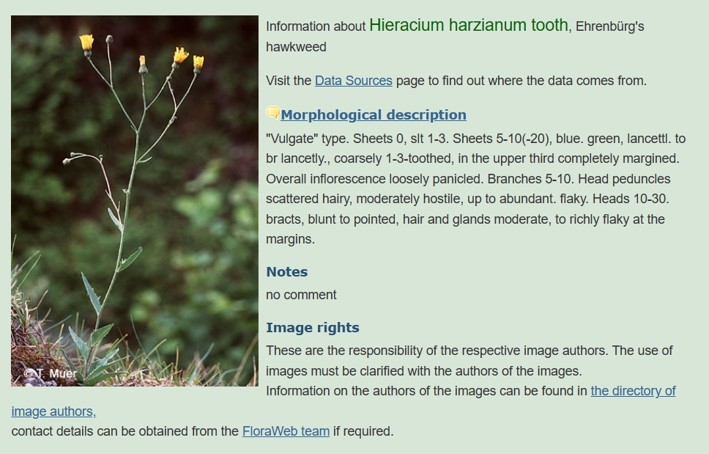 Information about Hieracium harzianum tooth, Ehrenbürg's
hawkweed
Visit the Data Sources page to find out where the data comes from.
Morphological description
"Vulgate" type. Sheets 0, slt 1-3. Sheets 5-10(-20), blue. green, lancettl. to
br lancetly., coarsely 1-3-toothed, in the upper third completely margined.
Overall inflorescence loosely panicled. Branches 5-10. Head peduncles
scattered hairy, moderately hostile, up to abundant. flaky. Heads 10-30.
bracts, blunt to pointed, hair and glands moderate, to richly flaky at the
margins.
Notes
no comment
Image rights
These are the responsibility of the respective image authors. The use of
images must be clarified with the authors of the images.
Information on the authors of the images can be found in the directory of
image authors,
contact details can be obtained from the FloraWeb team if required.
© T. Muer